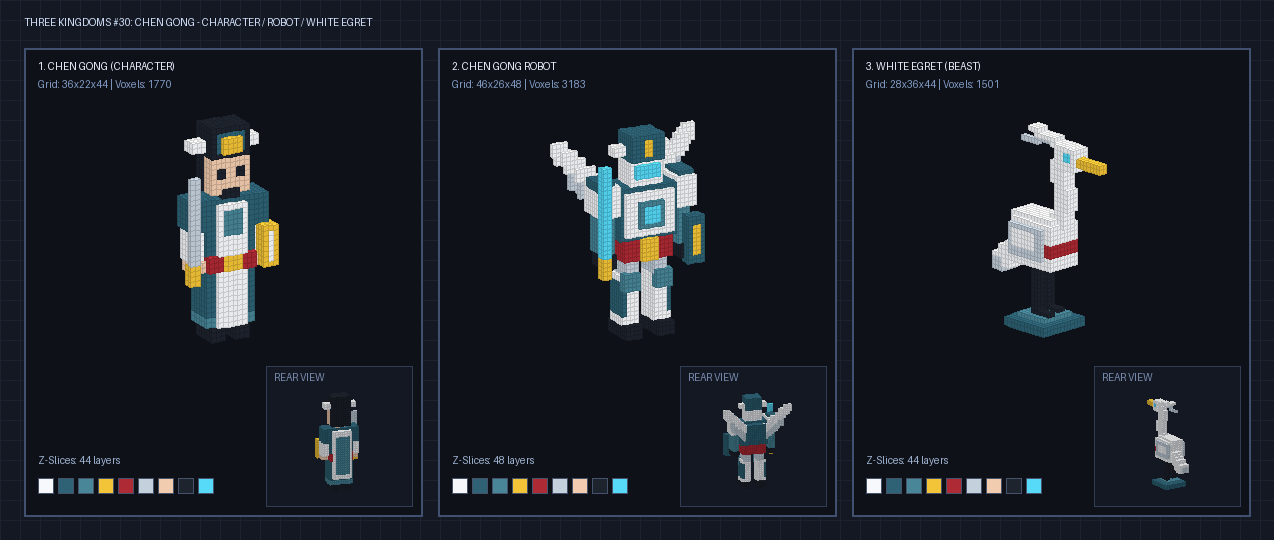 THREE KINGDOMS #30: CHEN GONG - CHARACTER / ROBOT / WHITE EGRET
1. CHEN GONG (CHARACTER)
Grid: 36x22x44 | Voxels: 1770
REAR VIEW
Z-Slices: 44 layers
2. CHEN GONG ROBOT
Grid: 46x26x48 | Voxels: 3183
REAR VIEW
Z-Slices: 48 layers
3. WHITE EGRET (BEAST)
Grid: 28x36x44 | Voxels: 1501
REAR VIEW
Z-Slices: 44 layers